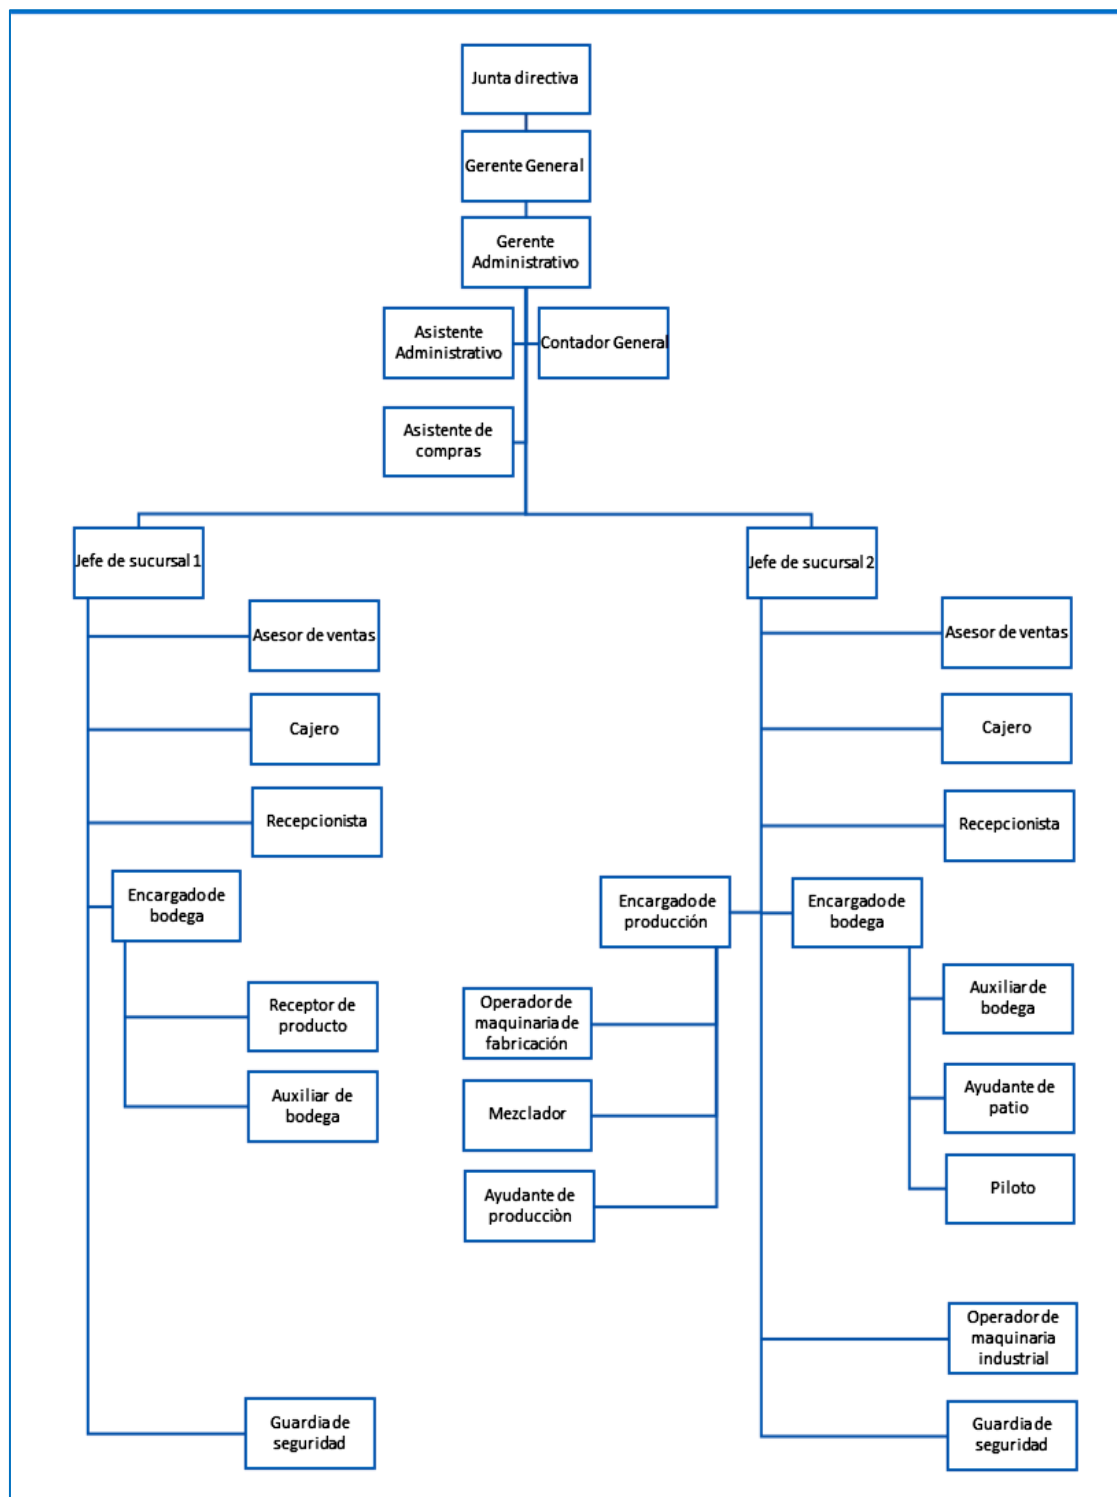 Junta directiva
Gerente General
Gerente
Administrativo
Asistente
Administrativo
Contador General
Asistente de
compras
Jefe de sucursal 1
Asesor de ventas
Cajero
Recepcionista
Encargado de
bodega
Receptor de
producto
Auxiliar de
bodega
Guardia de
seguridad
Jefe de sucursal 2
Asesor de ventas
Cajero
Recepcionista
Encargado de
producción
Operador de
maquinaria de
fabricación
Mezclador
Ayudante de
producciòn
Encargado de
bodega
Auxiliar de
bodega
Ayudante de
patio
Piloto
Operador de
maquinaria
industrial
Guardia de
seguridad